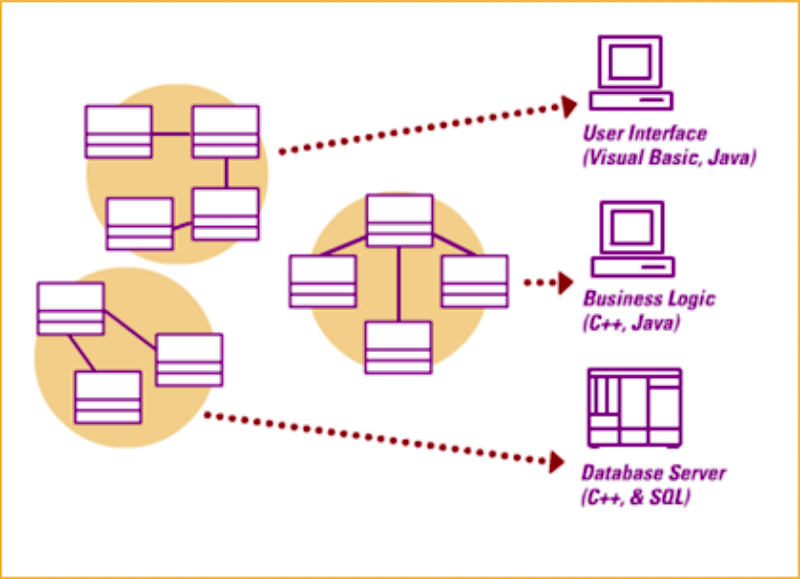 User Interface
(Visual Basic, Java)
Business Logic
(C++, Java)
Database Server
(C++, & SQL)